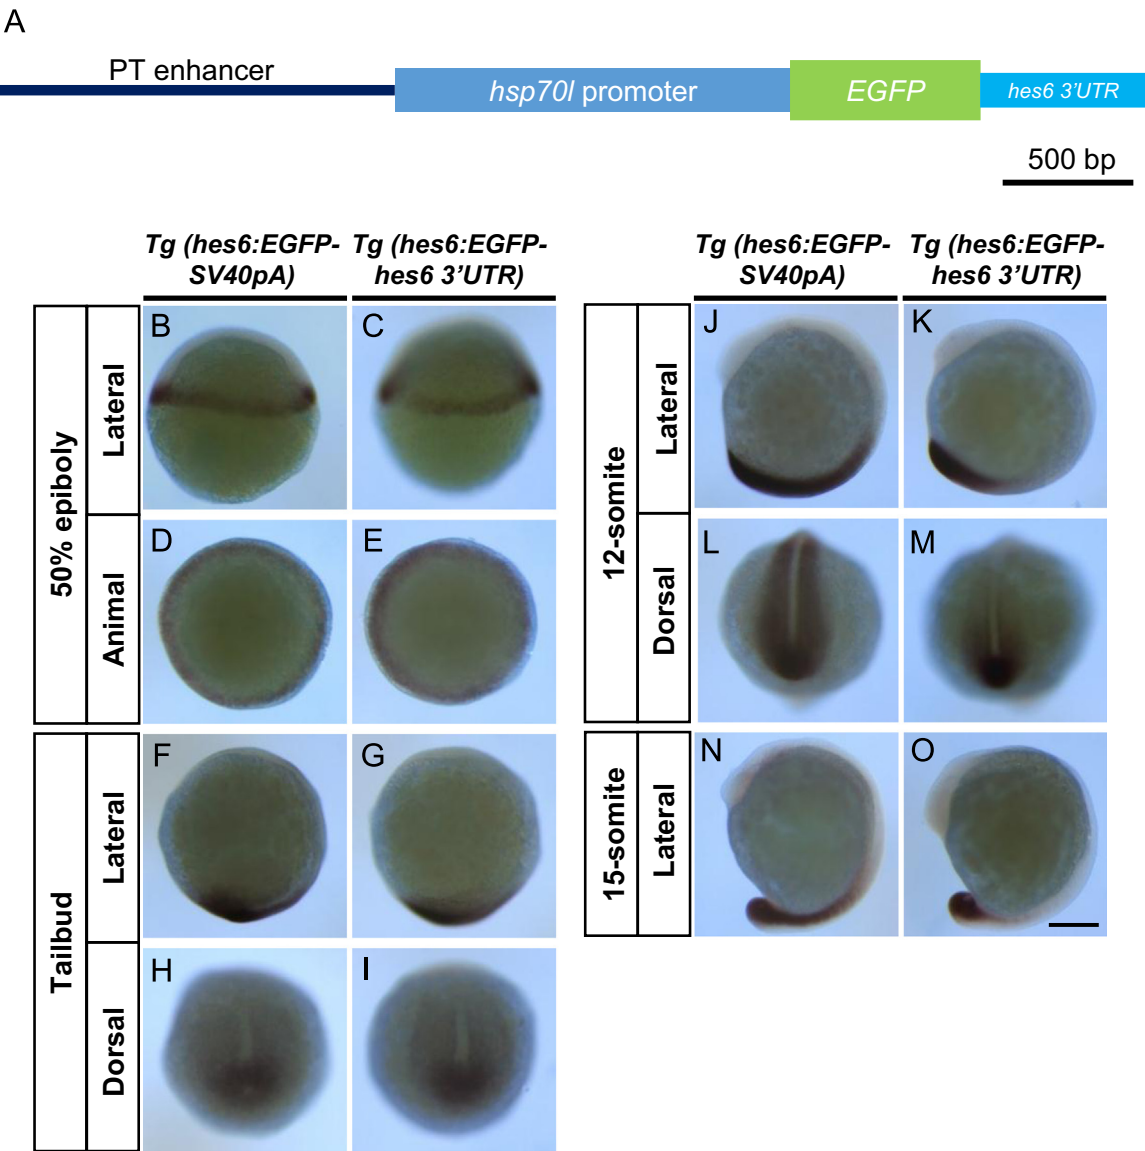 A
PT enhancer
hsp70l promoter
EGFP
hes6 3'UTR
500 bp
Tg (hes6:EGFP-
SV40pA)
Tg (hes6:EGFP-
hes6 3'UTR)
50% epiboly
Lateral
B
C
Animal
D
E
Tailbud
Lateral
F
G
Dorsal
H
I
Tg (hes6:EGFP-
SV40pA)
Tg (hes6:EGFP-
hes6 3'UTR)
12-somite
Lateral
J
K
Dorsal
L
M
15-somite
Lateral
N
O